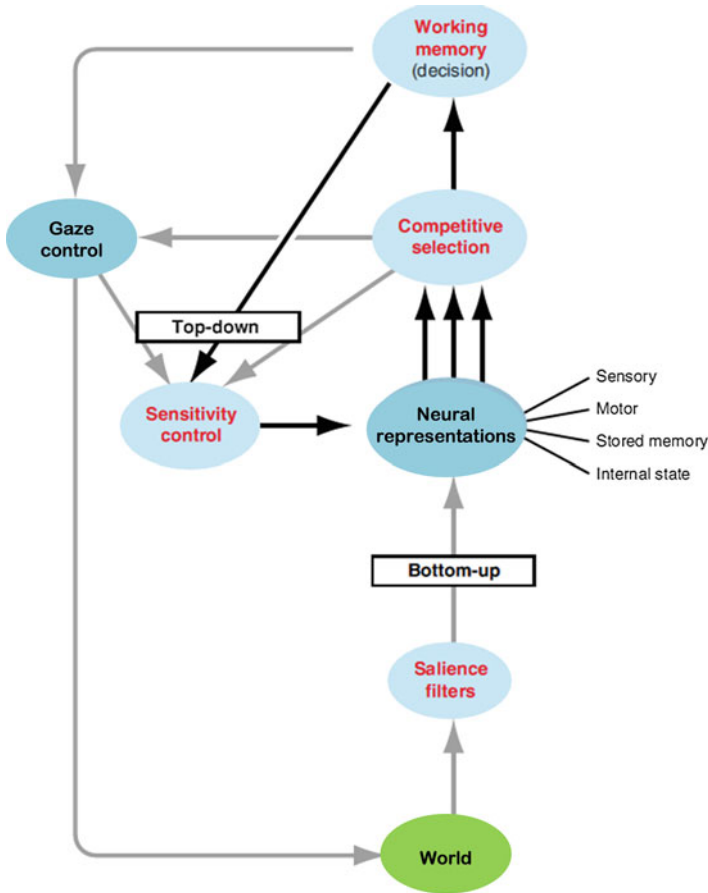 Working
memory
(decision)
Gaze
control
Competitive
selection
Top-down
Sensitivity
control
Neural
representations
Sensory
Motor
Stored memory
Internal state
Bottom-up
Salience
filters
World